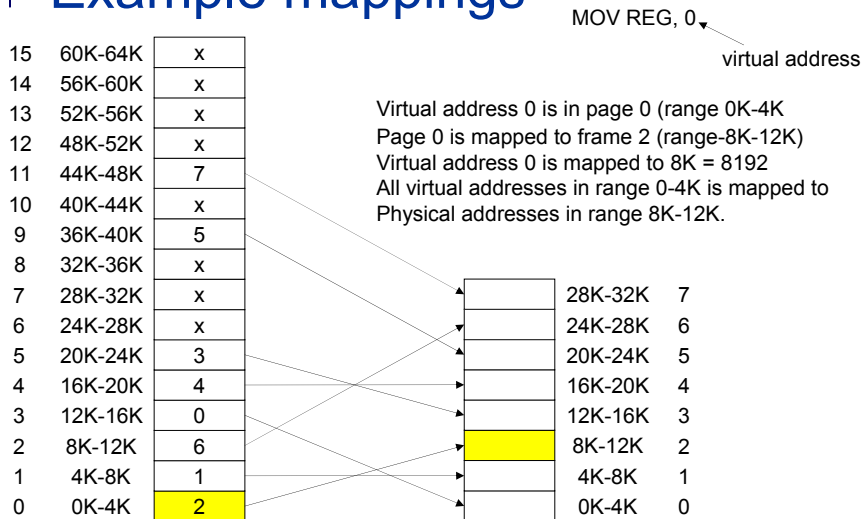 Example mappings
MOV REG, 0
virtual address
15 60K-64K x
14 56K-60K x
13 52K-56K x
12 48K-52K x
11 44K-48K 7
10 40K-44K x
9 36K-40K 5
8 32K-36K x
7 28K-32K x
6 24K-28K x
5 20K-24K 3
4 16K-20K 4
3 12K-16K 0
2 8K-12K 6
1 4K-8K 1
0 0K-4K 2
Virtual address 0 is in page 0 (range 0K-4K
Page 0 is mapped to frame 2 (range-8K-12K)
Virtual address 0 is mapped to 8K = 8192
All virtual addresses in range 0-4K is mapped to
Physical addresses in range 8K-12K.
28K-32K 7
24K-28K 6
20K-24K 5
16K-20K 4
12K-16K 3
8K-12K 2
4K-8K 1
0K-4K 0